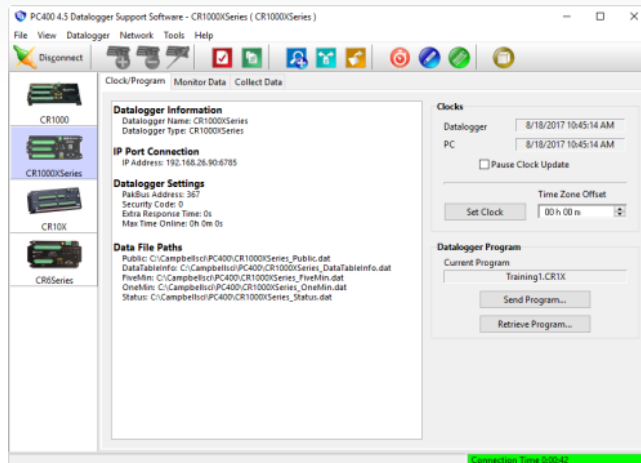 PC400 4.5 Datalogger Support Software - CR1000XSeries ( CR1000XSeries )
File View Datalogger Network Tools Help
Disconnect
CR1000
CR1000XSeries
CR10X
CR6Series
Clock/Program Monitor Data Collect Data
Datalogger Information
Datalogger Name: CR1000XSeries
Datalogger Type: CR1000XSeries
IP Port Connection
IP Address: 192.168.26.90:6785
Datalogger Settings
PakBus Address: 367
Security Code: 0
Extra Response Time: 0s
Max Time Online: 0h 0m 0s
Data File Paths
Public: C:\Campbellsci\PC400\CR1000XSeries_Public.dat
DataTableInfo: C:\Campbellsci\PC400\CR1000XSeries_DataTableInfo.dat
FiveMin: C:\Campbellsci\PC400\CR1000XSeries_FiveMin.dat
OneMin: C:\Campbellsci\PC400\CR1000XSeries_OneMin.dat
Status: C:\Campbellsci\PC400\CR1000XSeries_Status.dat
Clocks
Datalogger 8/18/2017 10:45:14 AM
PC 8/18/2017 10:45:14 AM
Pause Clock Update
Time Zone Offset
Set Clock 00 h 00 m
Datalogger Program
Current Program
Training1.CR1X
Send Program...
Retrieve Program...
Connection Time 0:00:42